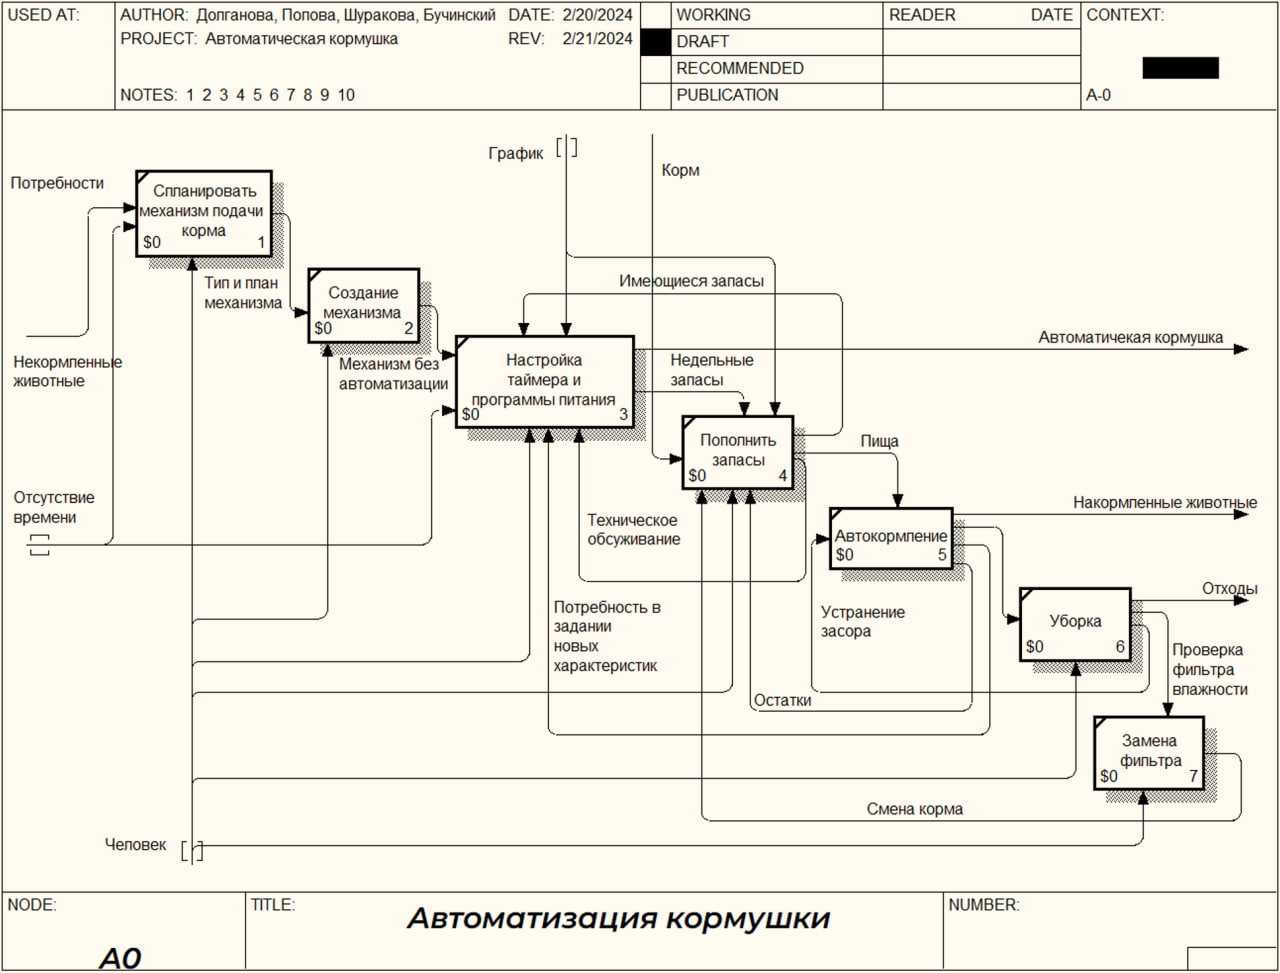 USED AT:
AUTHOR: Долганова, Попова, Шуракова, Бучинский
DATE: 2/20/2024
PROJECT: Автоматическая кормушка
REV: 2/21/2024
NOTES: 1 2 3 4 5 6 7 8 9 10
WORKING
DRAFT
RECOMMENDED
PUBLICATION
READER DATE
CONTEXT:
A-0
График
Корм
Потребности
Спланировать
механизм подачи
корма
$0 1
Тип и план
механизма
Создание
механизма
$0 2
Имеющиеся запасы
Некормленные
животные
Механизм без
автоматизации
Настройка
таймера и
программы питания
$0 3
Автоматичекая кормушка
Недельные
запасы
Пополнить
запасы
$0 4
Пища
Отсутствие
времени
Техническое
обсуживание
Накормленные животные
Автокормление
$0 5
Отходы
Потребность в
задании
новых
характеристик
Устранение
засора
Уборка
$0 6
Проверка
фильтра
влажности
Остатки
Замена
фильтра
$0 7
Смена корма
Человек
NODE:
A0
TITLE:
Автоматизация кормушки
NUMBER: